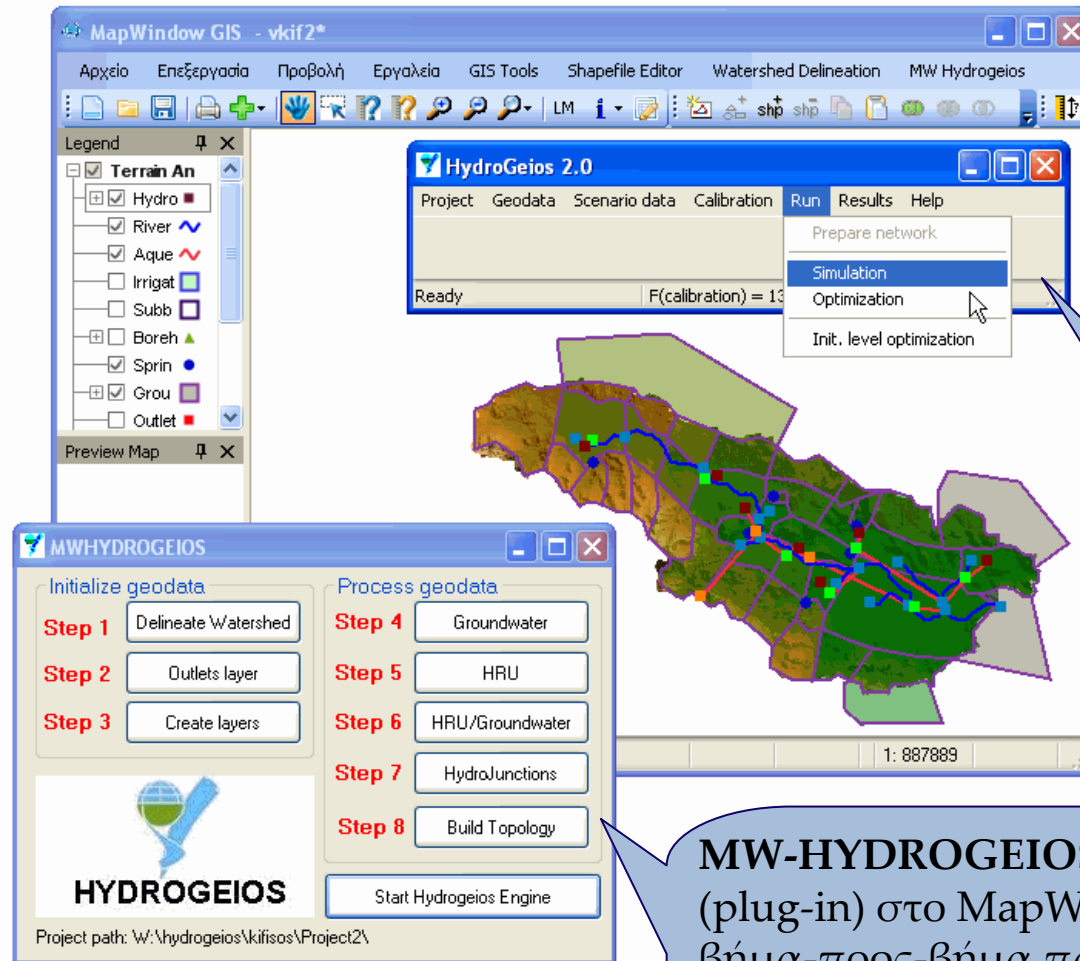 MapWindow GIS - vkif2*
Αρχείο Επεξεργασία Προβολή Εργαλεία GIS Tools Shapefile Editor Watershed Delineation MW Hydrogeios
LM i shp shp
Legend
Terrain An
Hydro
River
Aque
Irrigat
Subb
Boreh
Sprin
Grou
Outlet
Preview Map
HydroGeios 2.0
Project Geodata Scenario data Calibration Run Results Help
Prepare network
Simulation
Optimization
Init. level optimization
Ready F(calibration) = 13
1: 887889
MWHYDROGEIOS
Initialize geodata
Step 1 Delineate Watershed
Step 2 Outlets layer
Step 3 Create layers
Process geodata
Step 4 Groundwater
Step 5 HRU
Step 6 HRU/Groundwater
Step 7 HydroJunctions
Step 8 Build Topology
HYDROGEIOS
Start Hydrogeios Engine
Project path: W:\hydrogeios\kifisos\Project2\
MW-HYDROGEIOS
(plug-in) στο MapW
βήμα-προς-βήμα